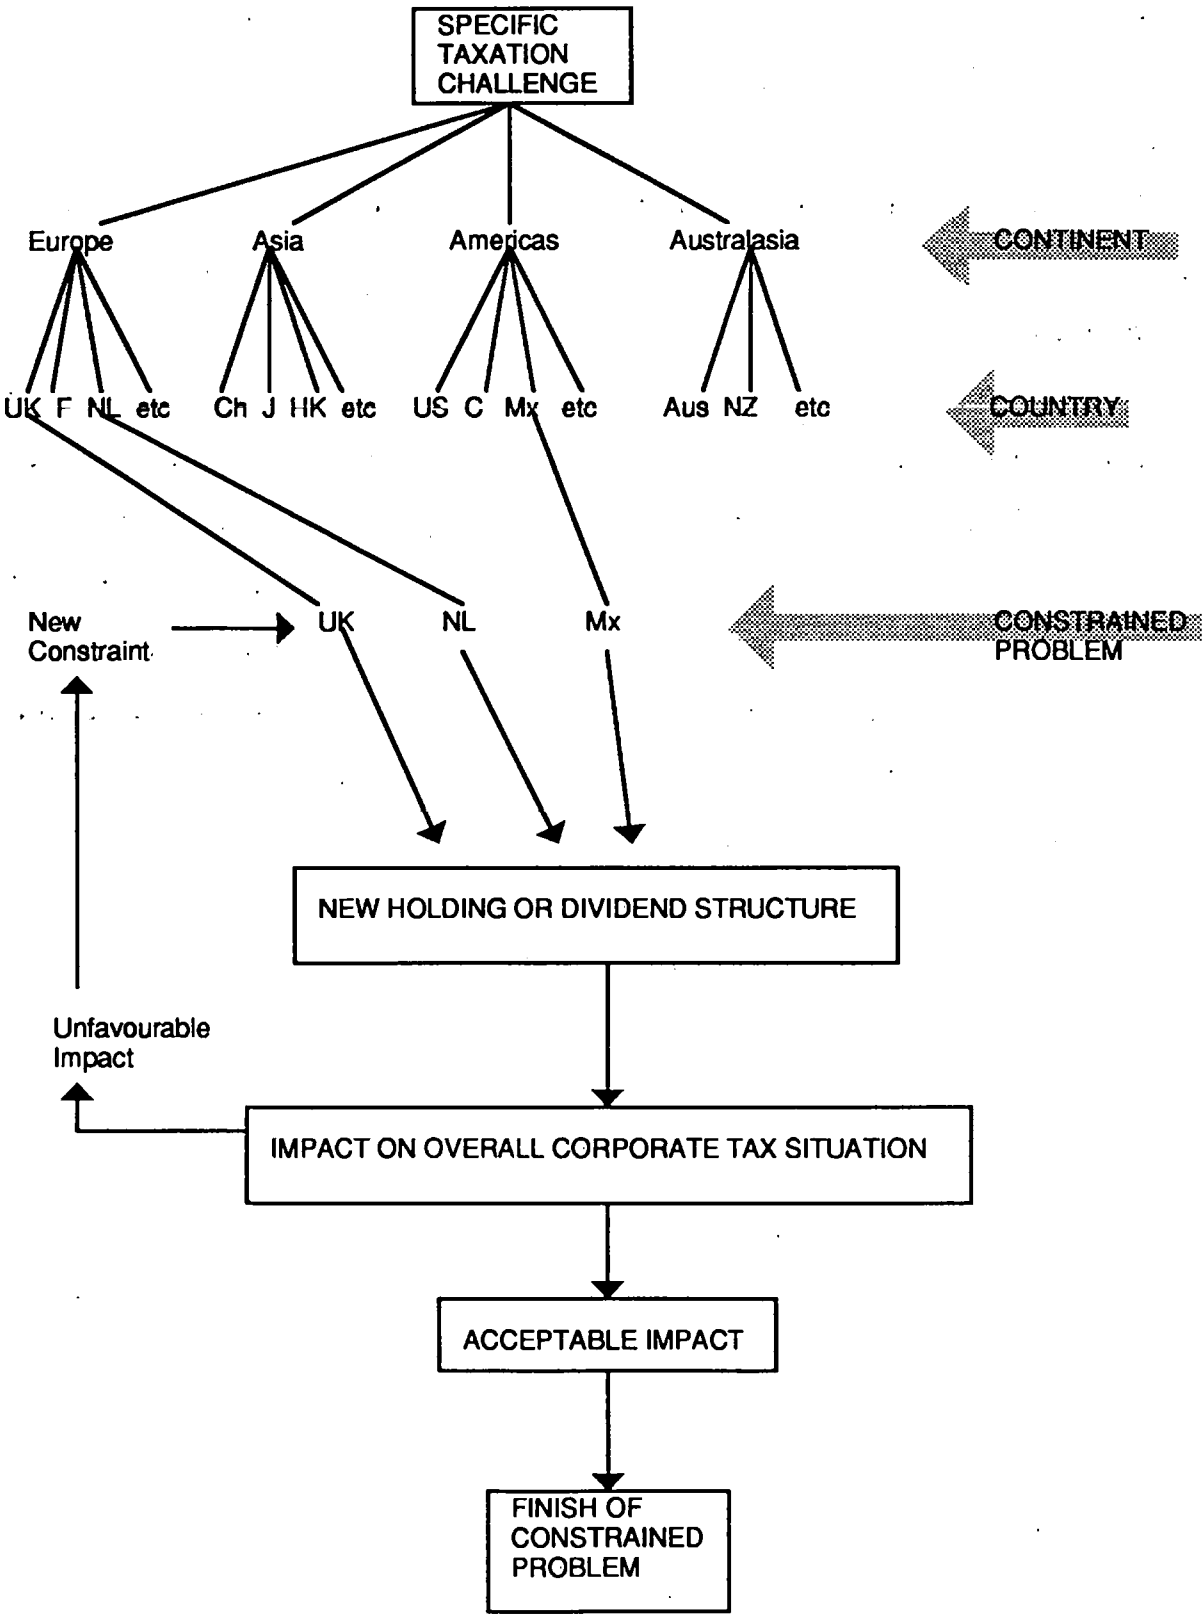 SPECIFIC
TAXATION
CHALLENGE
Europe Asia Americas Australasia CONTINENT
UK F NL etc Ch J HK etc US C Mx etc Aus NZ etc COUNTRY
New
Constraint
UK NL Mx
CONSTRAINED
PROBLEM
NEW HOLDING OR DIVIDEND STRUCTURE
Unfavourable
Impact
IMPACT ON OVERALL CORPORATE TAX SITUATION
ACCEPTABLE IMPACT
FINISH OF
CONSTRAINED
PROBLEM